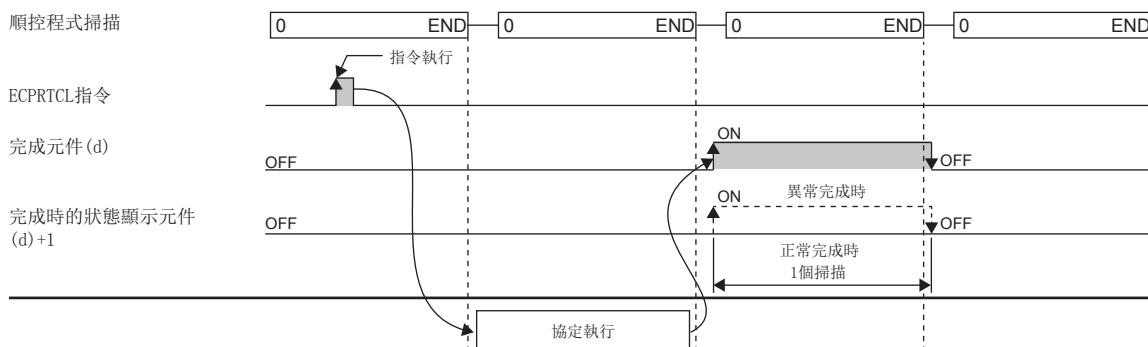 順控程式掃描
0 END 0 END 0 END 0 END
指令執行
ECPRTCL指令
完成元件(d)
OFF
ON
OFF
完成時的狀態顯示元件
(d)+1
OFF
ON
異常完成時
OFF
正常完成時
1個掃描
協定執行